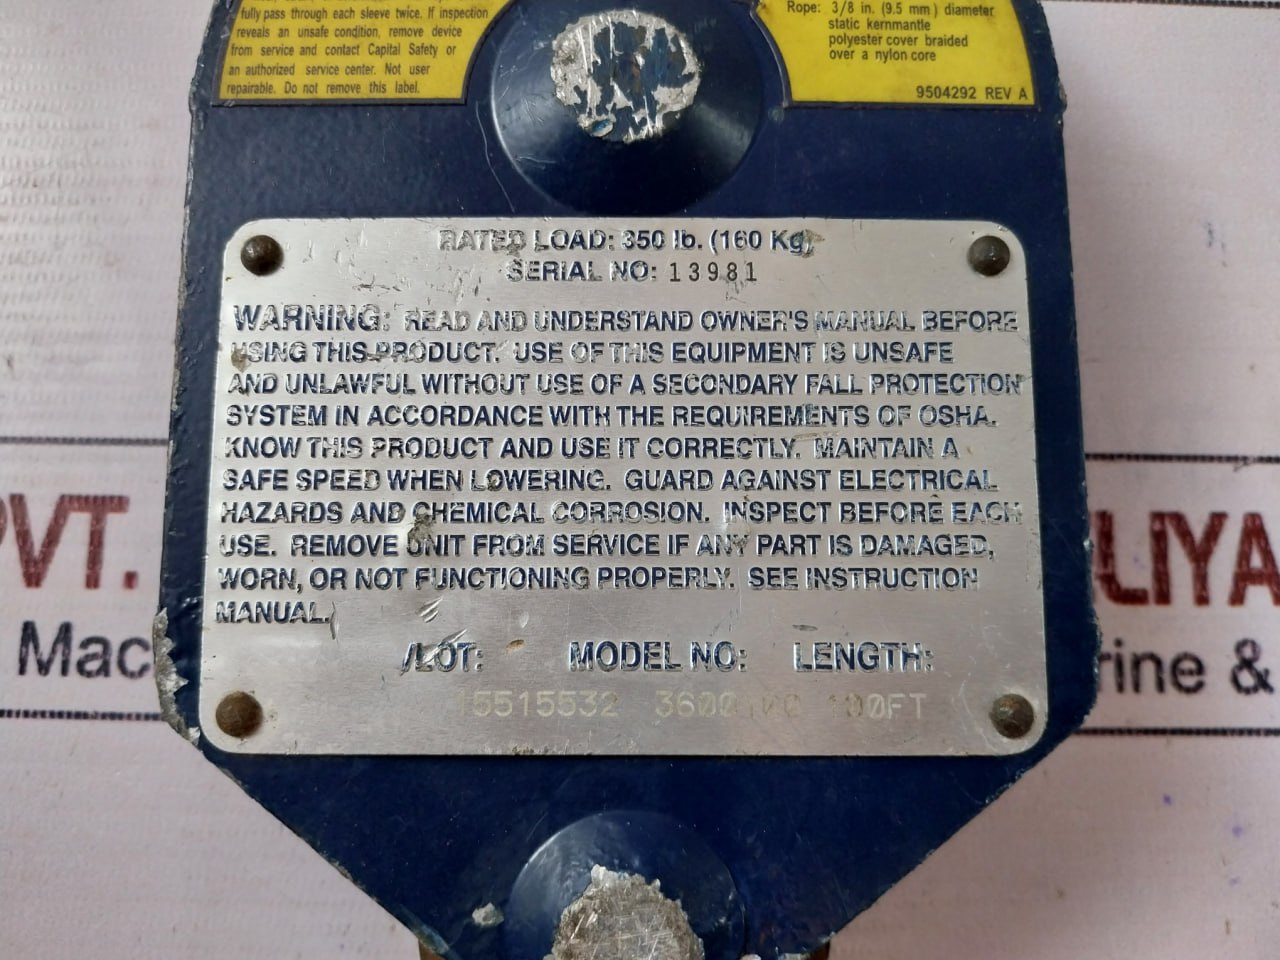 fully pass through each sleeve twice. If inspection
reveals an unsafe condition, remove device
from service and contact Capital Safety or
an authorized service center. Not user
repairable. Do not remove this label.
Rope: 3/8 in. (9.5 mm) diameter
static kernmantle
polyester cover braided
over a nylon core
9504292 REV A
RATED LOAD: 350 lb. (160 Kg)
SERIAL NO: 13981
WARNING: READ AND UNDERSTAND OWNER'S MANUAL BEFORE
USING THIS PRODUCT. USE OF THIS EQUIPMENT IS UNSAFE
AND UNLAWFUL WITHOUT USE OF A SECONDARY FALL PROTECTION
SYSTEM IN ACCORDANCE WITH THE REQUIREMENTS OF OSHA.
KNOW THIS PRODUCT AND USE IT CORRECTLY. MAINTAIN A
SAFE SPEED WHEN LOWERING. GUARD AGAINST ELECTRICAL
HAZARDS AND CHEMICAL CORROSION. INSPECT BEFORE EACH
USE. REMOVE UNIT FROM SERVICE IF ANY PART IS DAMAGED,
WORN, OR NOT FUNCTIONING PROPERLY. SEE INSTRUCTION
MANUAL.
/LOT: MODEL NO: LENGTH:
15515532 3600100 100FT
PVT.
LIYA
Mac
rine &